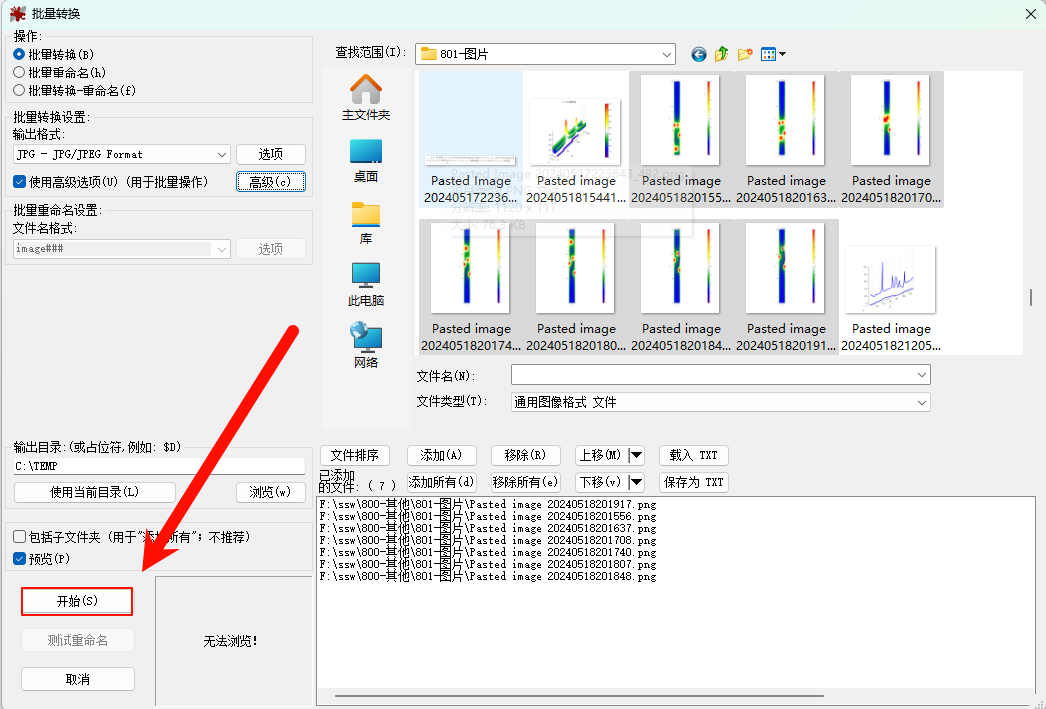 批量转换
操作:
批量转换(B)
批量重命名(h)
批量转换-重命名(f)
批量转换设置:
输出格式:
JPG - JPG/JPEG Format
选项
使用高级选项(U) (用于批量操作)
高级(c)
批量重命名设置:
文件名格式:
image###
选项
输出目录:(或占位符,例如: $D)
C:\TEMP
使用当前目录(L)
浏览(w)
包括子文件夹 (用于"添加所有"; 不推荐)
预览(P)
开始(S)
测试重命名
取消
无法浏览!
查找范围(I):
801-图片
主文件夹
桌面
库
此电脑
网络
Pasted Image
202405172236...
Pasted image
2024051815441...
Pasted image
2024051820155...
Pasted image
2024051820163...
Pasted image
2024051820170...
Pasted image
2024051820174...
Pasted image
2024051820180...
Pasted image
2024051820184...
Pasted image
2024051820191...
Pasted image
2024051821205...
分辨率: 1120 x 117
大小: 76.3 KB
文件名(N):
文件类型(T):
通用图像格式 文件
文件排序
添加(A)
移除(R)
上移(M)
载入 TXT
已添加
的文件: ( 7 )
添加所有(d)
移除所有(e)
下移(v)
保存为 TXT
F:\ssw\800-其他\801-图片\Pasted image 20240518201917.png
F:\ssw\800-其他\801-图片\Pasted image 20240518201556.png
F:\ssw\800-其他\801-图片\Pasted image 20240518201637.png
F:\ssw\800-其他\801-图片\Pasted image 20240518201708.png
F:\ssw\800-其他\801-图片\Pasted image 20240518201740.png
F:\ssw\800-其他\801-图片\Pasted image 20240518201807.png
F:\ssw\800-其他\801-图片\Pasted image 20240518201848.png